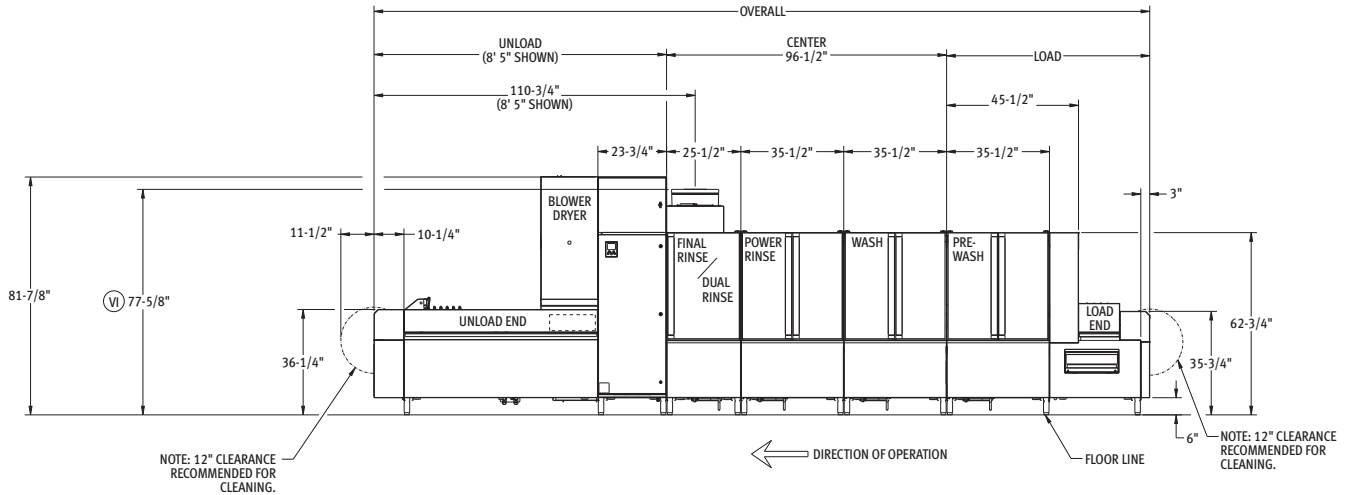 OVERALL
UNLOAD
(8' 5" SHOWN)
CENTER
96-1/2"
LOAD
110-3/4"
(8' 5" SHOWN)
45-1/2"
23-3/4"
25-1/2"
35-1/2"
35-1/2"
35-1/2"
3"
BLOWER
DRYER
11-1/2"
10-1/4"
FINAL
RINSE
DUAL
RINSE
POWER
RINSE
WASH
PRE-
WASH
81-7/8"
VI 77-5/8"
UNLOAD END
LOAD
END
62-3/4"
36-1/4"
35-3/4"
6"
NOTE: 12" CLEARANCE
RECOMMENDED FOR
CLEANING.
DIRECTION OF OPERATION
FLOOR LINE
NOTE: 12" CLEARANCE
RECOMMENDED FOR
CLEANING.